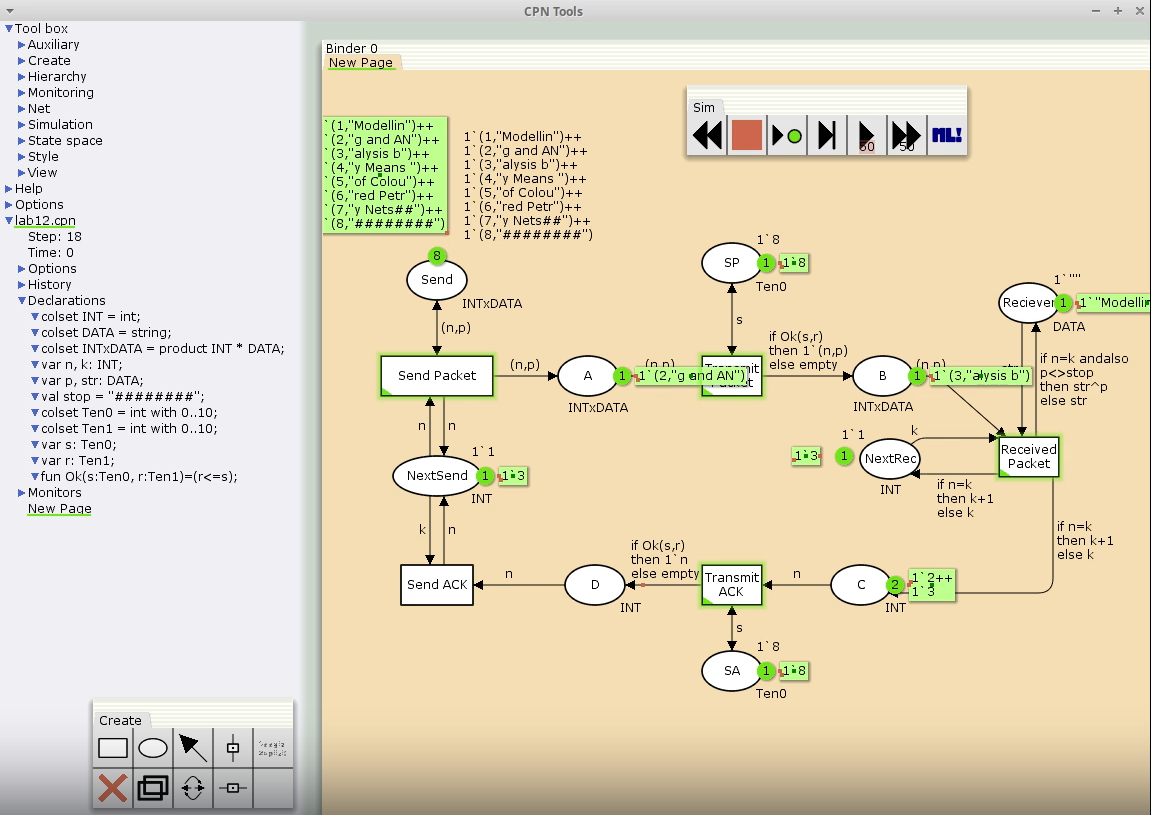 CPN Tools
Tool box
Auxiliary
Create
Hierarchy
Monitoring
Net
Simulation
State space
Style
View
Help
Options
lab12.cpn
Step: 18
Time: 0
Options
History
Declarations
colset INT = int;
colset DATA = string;
colset INTxDATA = product INT * DATA;
var n, k: INT;
var p, str: DATA;
val stop = "########";
colset Ten0 = int with 0..10;
colset Ten1 = int with 0..10;
var s: Ten0;
var r: Ten1;
fun Ok(s:Ten0, r:Ten1)=(r<=s);
Monitors
New Page
Binder 0
New Page
Sim
50
50
ML!
`(1,"Modellin")++
`(2,"g and AN")++
`(3,"alysis b")++
`(4,"y Means ")++
`(5,"of Colou")++
`(6,"red Petr")++
`(7,"y Nets##")++
`(8,"########")
1`(1,"Modellin")++
1`(2,"g and AN")++
1`(3,"alysis b")++
1`(4,"y Means ")++
1`(5,"of Colou")++
1`(6,"red Petr")++
1`(7,"y Nets##")++
1`(8,"########")
8
Send
INTxDATA
(n,p)
Send Packet
(n,p)
A
1
1`(2,"g and AN")
(n,p)
INTxDATA
1`8
SP
1
1`8
Ten0
s
Transmit
Packet
if Ok(s,r)
then 1`(n,p)
else empty
B
1
1`(3,"alysis b")
(n,p)
INTxDATA
1`""
Reciever
1
1`"Modellin
DATA
str
if n=k andalso
p<>stop
then str^p
else str
n
n
1`1
NextSend
1
1`3
INT
1`3
1
1`1
NextRec
INT
k
Received
Packet
if n=k
then k+1
else k
if n=k
then k+1
else k
k
n
Send ACK
n
D
INT
if Ok(s,r)
then 1`n
else empty
Transmit
ACK
n
C
2
1`2++
1`3
INT
s
1`8
SA
1
1`8
Ten0
Create